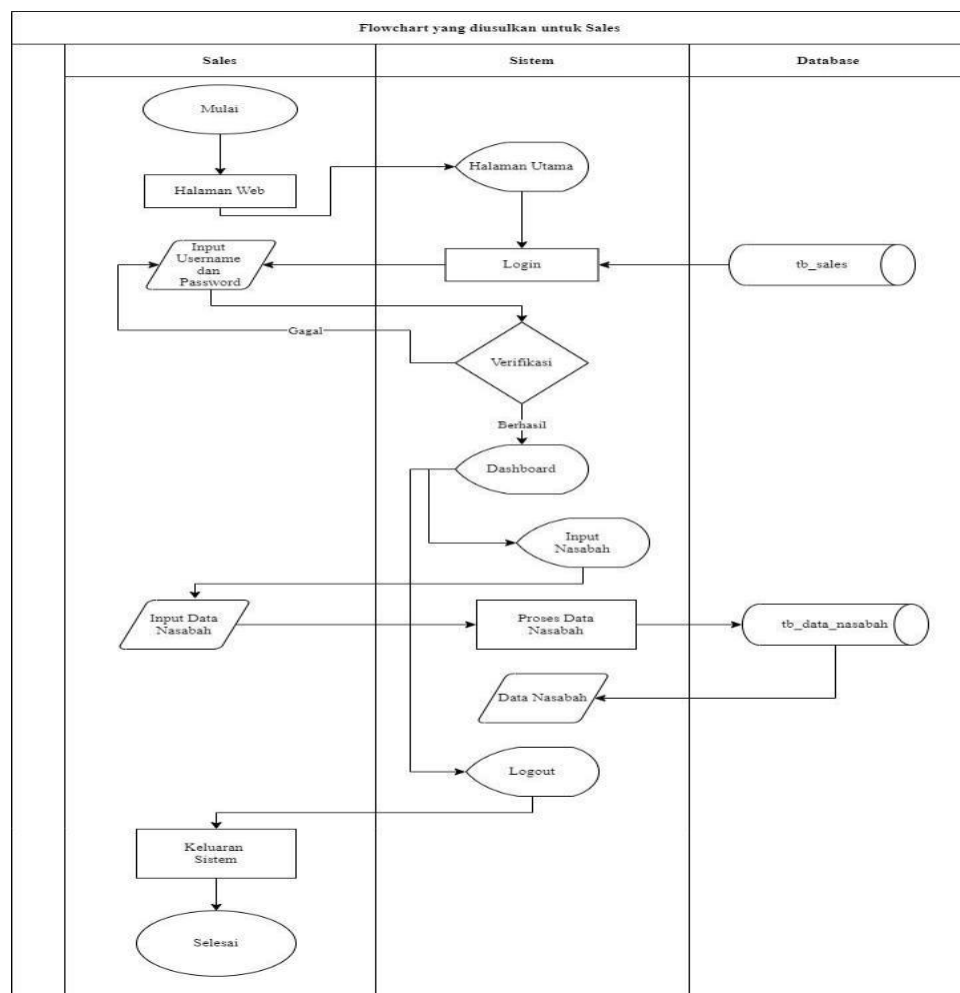 Flowchart yang diusulkan untuk Sales
Sales
Sistem
Database
Mulai
Halaman Utama
Halaman Web
Input
Username
dan
Password
Login
tb_sales
Gagal
Verifikasi
Berhasil
Dashboard
Input
Nasabah
Input Data
Nasabah
Proses Data
Nasabah
tb_data_nasabah
Data Nasabah
Logout
Keluaran
Sistem
Selesai